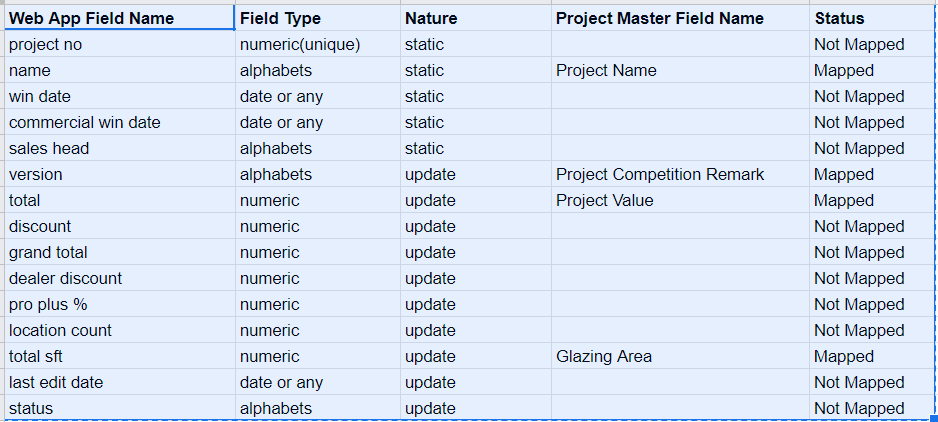 Web App Field Name Field Type Nature Project Master Field Name Status
project no numeric(unique) static Not Mapped
name alphabets static Project Name Mapped
win date date or any static Not Mapped
commercial win date date or any static Not Mapped
sales head alphabets static Not Mapped
version alphabets update Project Competition Remark Mapped
total numeric update Project Value Mapped
discount numeric update Not Mapped
grand total numeric update Not Mapped
dealer discount numeric update Not Mapped
pro plus % numeric update Not Mapped
location count numeric update Not Mapped
total sft numeric update Glazing Area Mapped
last edit date date or any update Not Mapped
status alphabets update Not Mapped